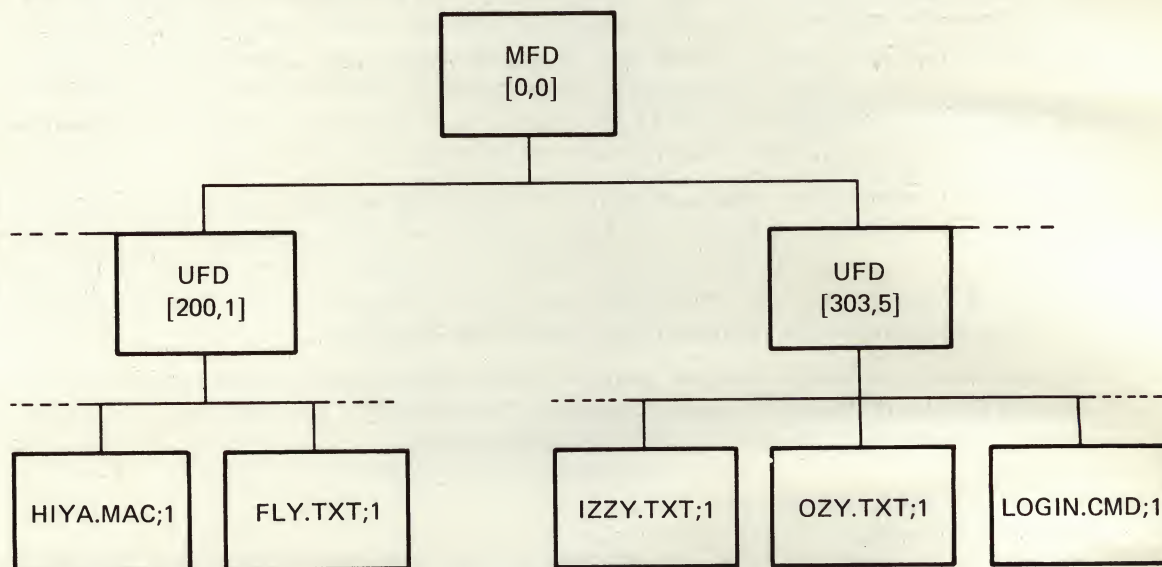 MFD
[0,0]
UFD
[200,1]
UFD
[303,5]
HIYA.MAC;1
FLY.TXT;1
IZZY.TXT;1
OZY.TXT;1
LOGIN.CMD;1